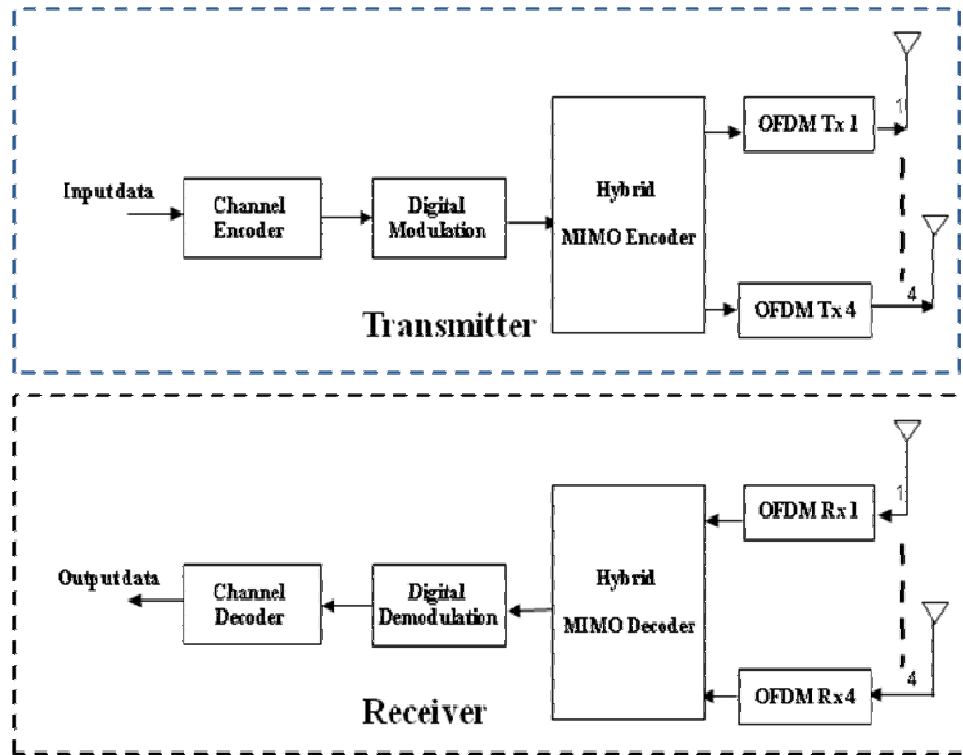 1
OFDM Tx 1
Input data
Channel
Encoder
Digital
Modulation
Hybrid
MIMO Encoder
4
OFDM Tx 4
Transmitter
1
OFDM Rx 1
Output data
Channel
Decoder
Digital
Demodulation
Hybrid
MIMO Decoder
4
OFDM Rx 4
Receiver